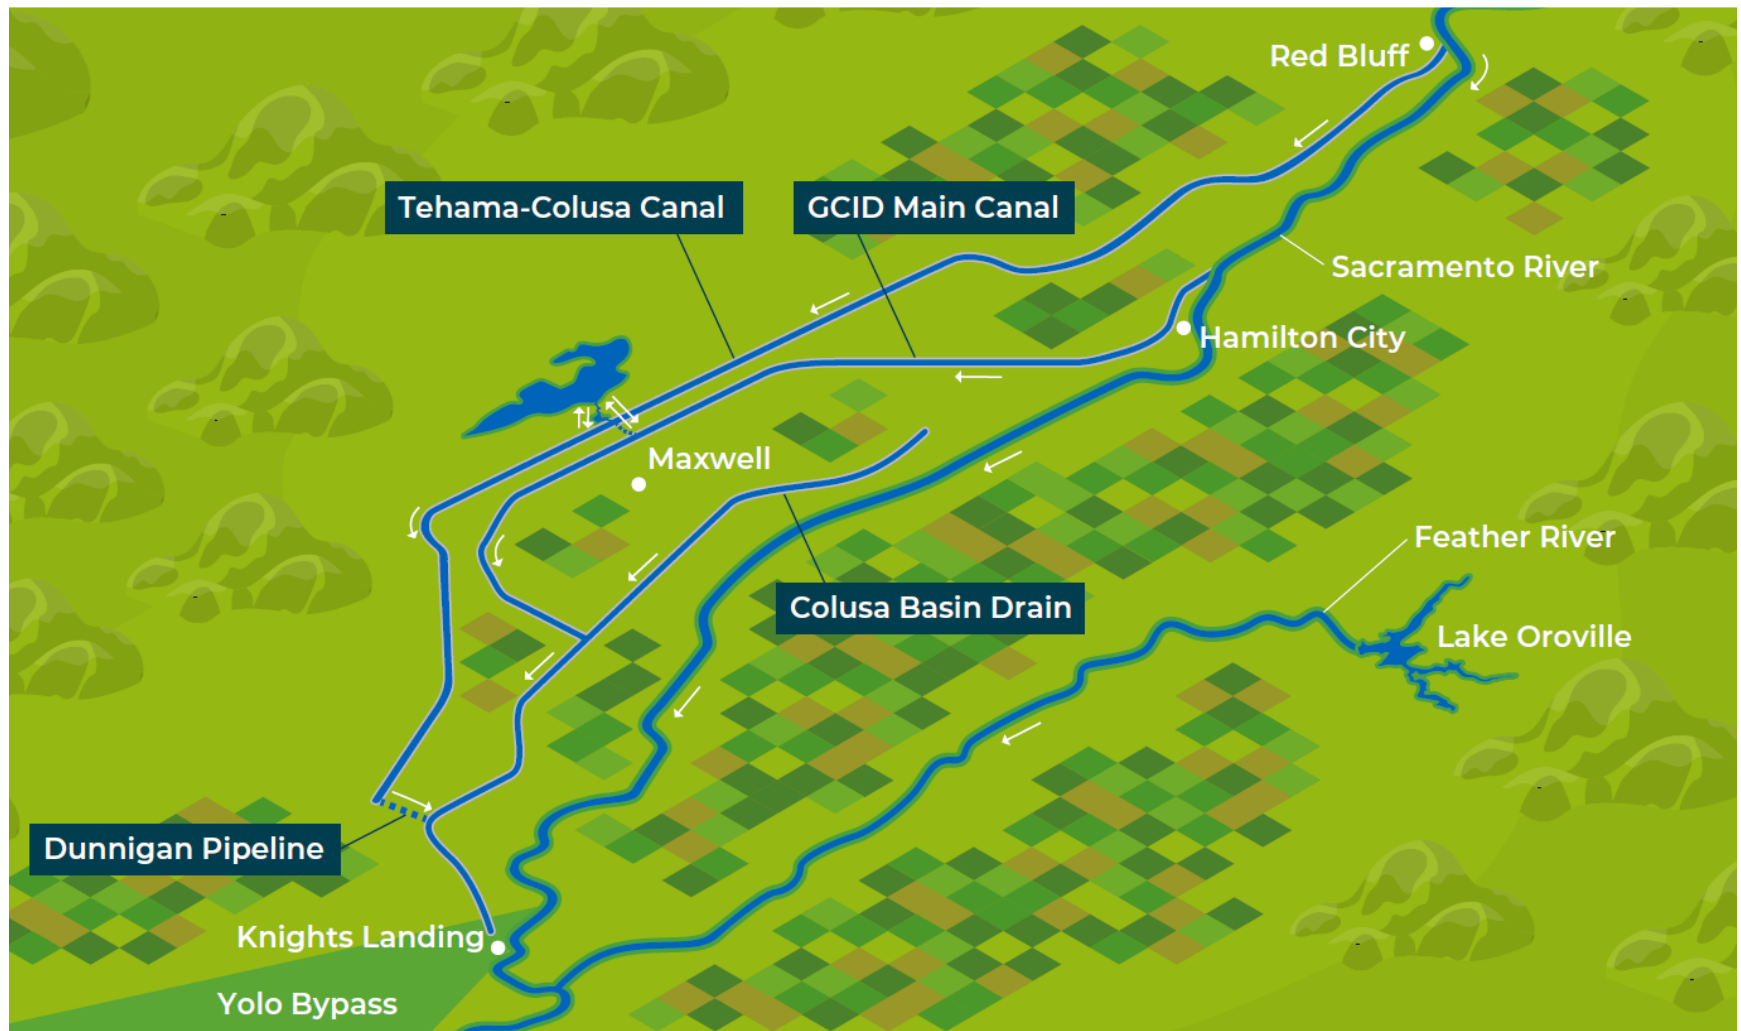 Red Bluff
Tehama-Colusa Canal
GCID Main Canal
Sacramento River
Hamilton City
Maxwell
Feather River
Colusa Basin Drain
Lake Oroville
Dunnigan Pipeline
Knights Landing
Yolo Bypass